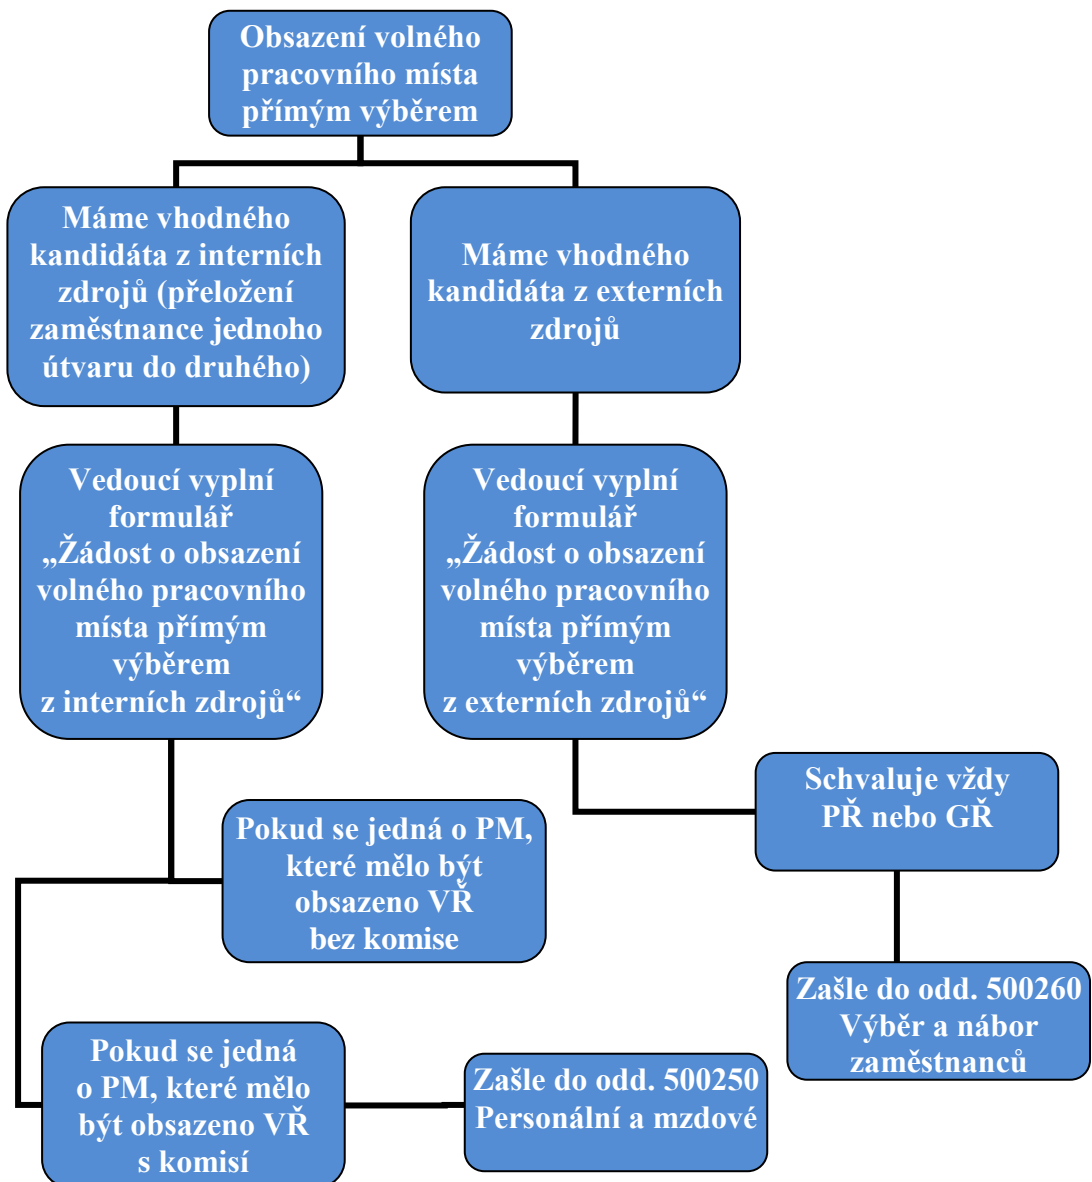 Obsazení volného
pracovního místa
přímým výběrem
Máme vhodného
kandidáta z interních
zdrojů (přeložení
zaměstnance jednoho
útvaru do druhého)
Máme vhodného
kandidáta z externích
zdrojů
Vedoucí vyplní
formulář
„Žádost o obsazení
volného pracovního
místa přímým
výběrem
z interních zdrojů“
Vedoucí vyplní
formulář
„Žádost o obsazení
volného pracovního
místa přímým
výběrem
z externích zdrojů“
Schvaluje vždy
PŘ nebo GŘ
Pokud se jedná o PM,
které mělo být
obsazeno VŘ
bez komise
Zašle do odd. 500260
Výběr a nábor
zaměstnanců
Pokud se jedná
o PM, které mělo
být obsazeno VŘ
s komisí
Zašle do odd. 500250
Personální a mzdové